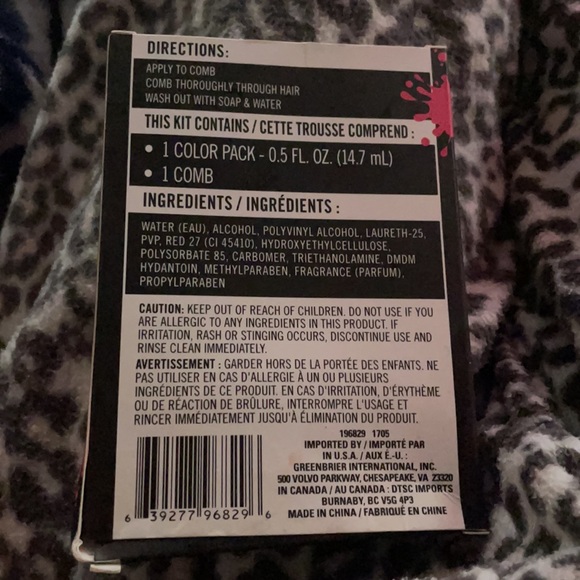 DIRECTIONS:
APPLY TO COMB
COMB THOROUGHLY THROUGH HAIR
WASH OUT WITH SOAP & WATER
THIS KIT CONTAINS / CETTE TROUSSE COMPREND :
• 1 COLOR PACK - 0.5 FL. OZ. (14.7 mL)
• 1 COMB
INGREDIENTS / INGRÉDIENTS :
WATER (EAU), ALCOHOL, POLYVINYL ALCOHOL, LAURETH-25,
PVP, RED 27 (CI 45410), HYDROXYETHYLCELLULOSE,
POLYSORBATE 85, CARBOMER, TRIETHANOLAMINE, DMDM
HYDANTOIN, METHYLPARABEN, FRAGRANCE (PARFUM),
PROPYLPARABEN
CAUTION: KEEP OUT OF REACH OF CHILDREN. DO NOT USE IF YOU
ARE ALLERGIC TO ANY INGREDIENTS IN THIS PRODUCT. IF
IRRITATION, RASH OR STINGING OCCURS, DISCONTINUE USE AND
RINSE CLEAN IMMEDIATELY.
AVERTISSEMENT : GARDER HORS DE LA PORTÉE DES ENFANTS. NE
PAS UTILISER EN CAS D'ALLERGIE À UN OU PLUSIEURS
INGRÉDIENTS DE CE PRODUIT. EN CAS D'IRRITATION, D'ÉRYTHÈME
OU DE RÉACTION DE BRÛLURE, INTERROMPRE L'USAGE ET
RINCER IMMÉDIATEMENT JUSQU'À ÉLIMINATION DU PRODUIT.
196829 1705
IMPORTED BY / IMPORTÉ PAR
IN U.S.A. / AUX É.-U. :
GREENBRIER INTERNATIONAL, INC.
500 VOLVO PARKWAY, CHESAPEAKE, VA 23320
IN CANADA / AU CANADA : DTSC IMPORTS
BURNABY, BC V5G 4P3
MADE IN CHINA / FABRIQUÉ EN CHINE
6 39277 96829 6